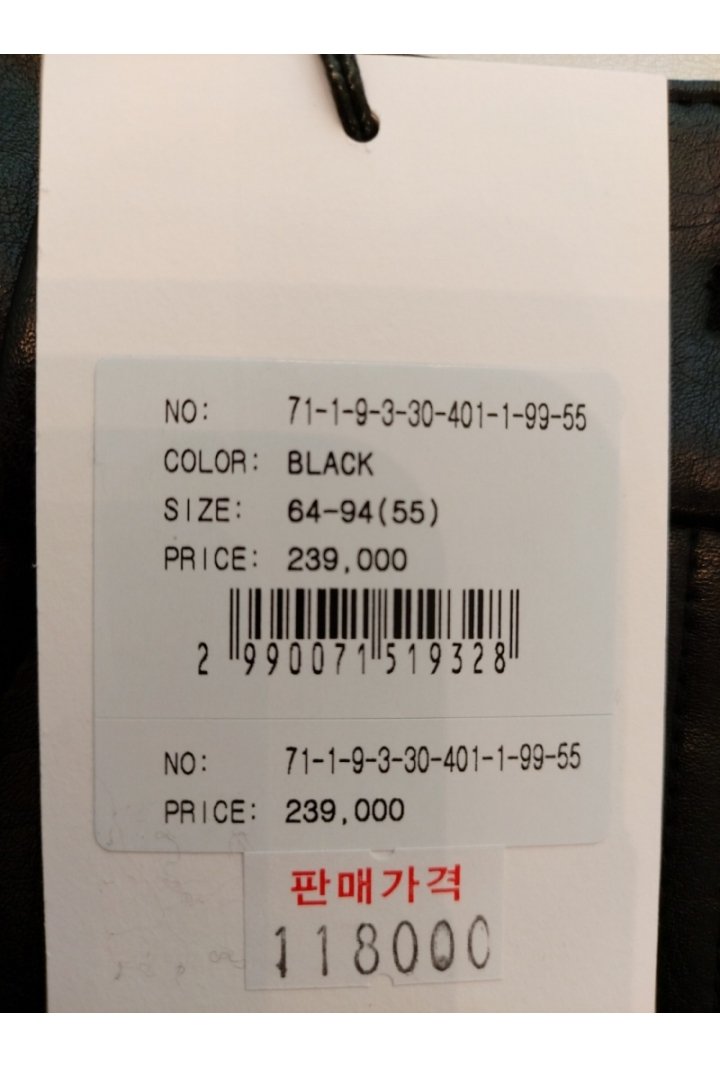 NO: 71-1-9-3-30-401-1-99-55
COLOR: BLACK
SIZE: 64-94(55)
PRICE: 239,000
2 990071 519328
NO: 71-1-9-3-30-401-1-99-55
PRICE: 239,000
판매가격
118000